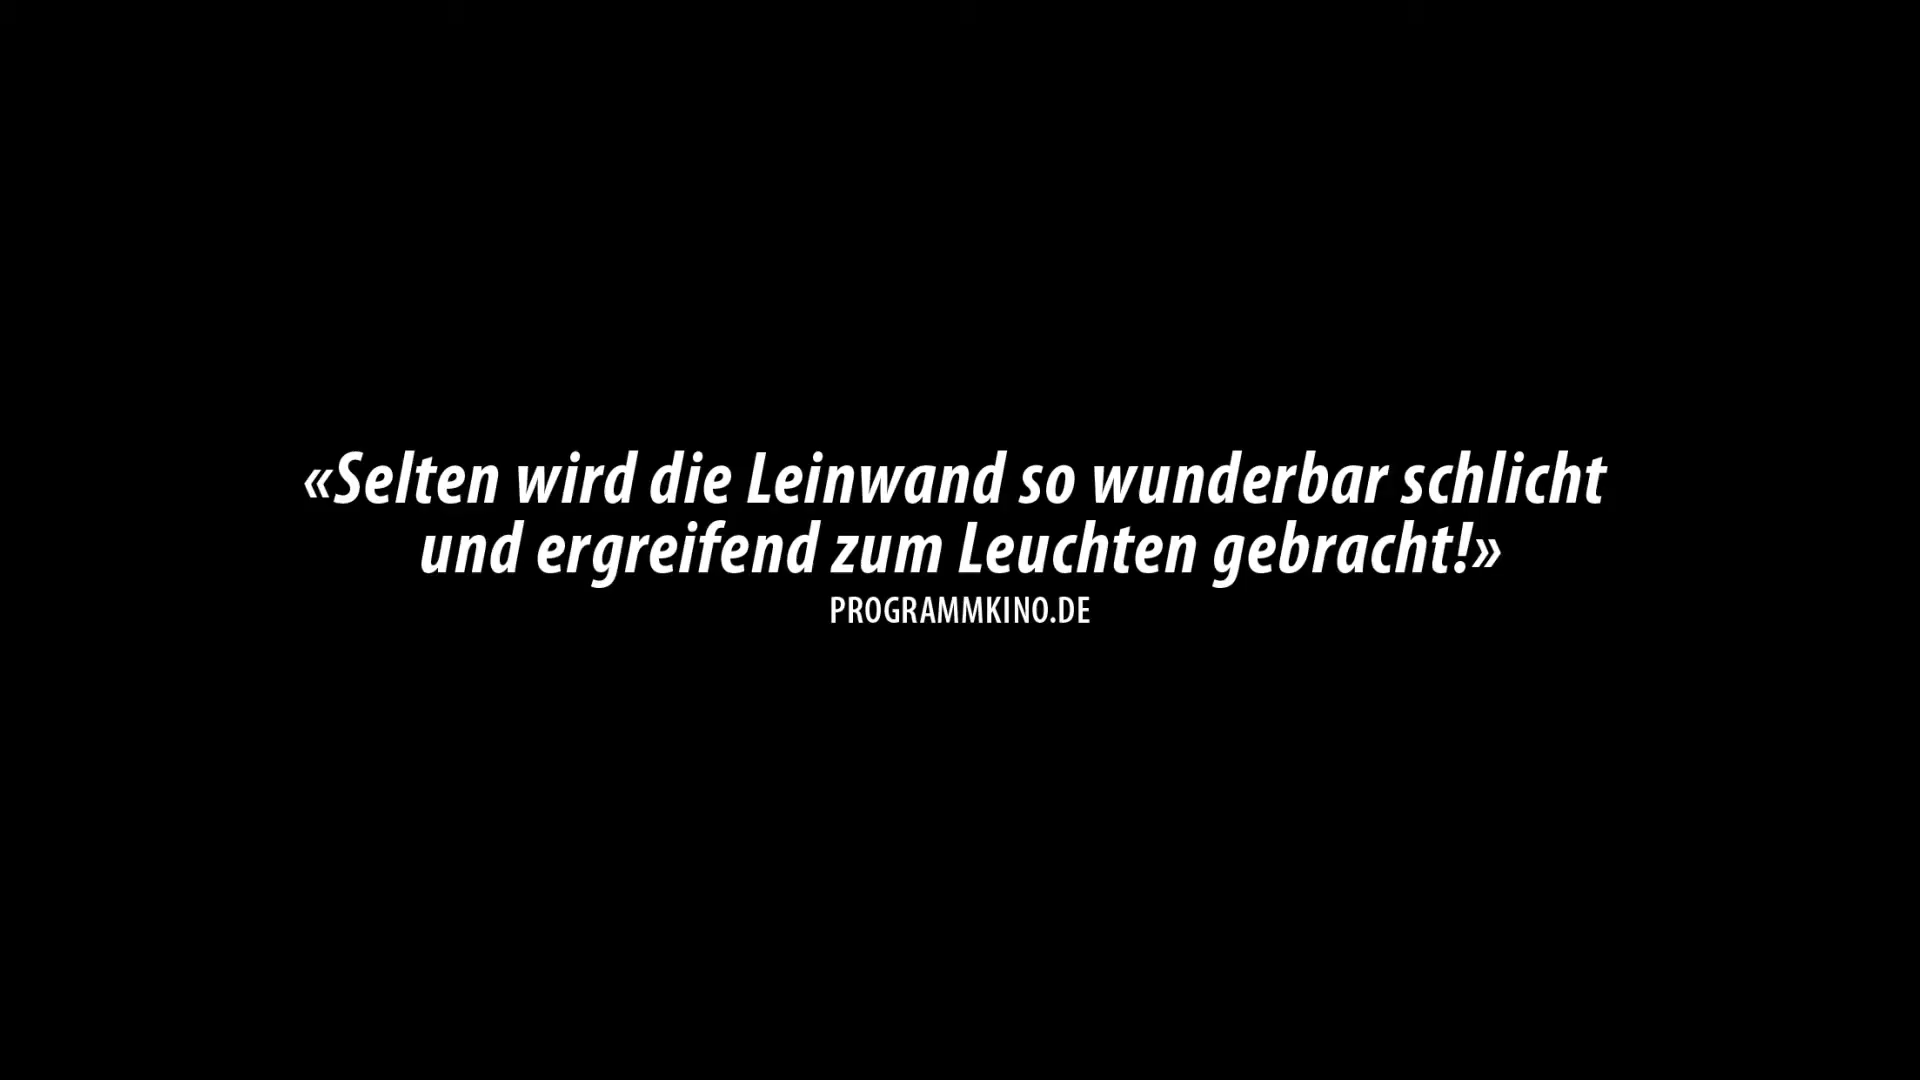 «Selten wird die Leinwand so wunderbar schlicht
und ergreifend zum Leuchten gebracht!»
PROGRAMMKINO.DE